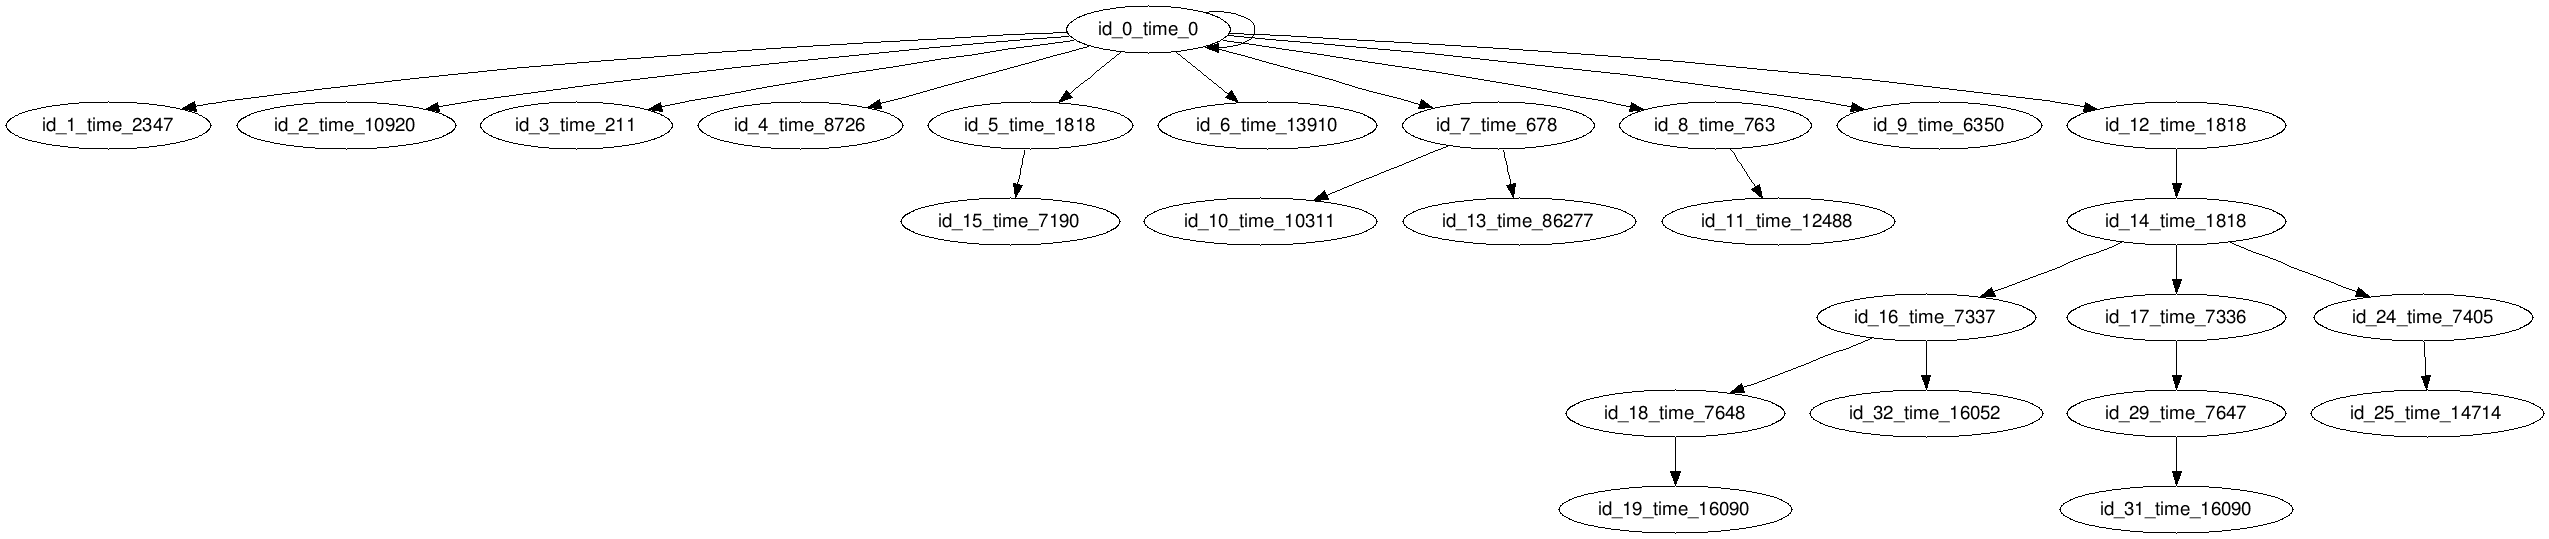 id_0_time_0
id_1_time_2347
id_2_time_10920
id_3_time_211
id_4_time_8726
id_5_time_1818
id_6_time_13910
id_7_time_678
id_8_time_763
id_9_time_6350
id_12_time_1818
id_15_time_7190
id_10_time_10311
id_13_time_86277
id_11_time_12488
id_14_time_1818
id_16_time_7337
id_17_time_7336
id_24_time_7405
id_18_time_7648
id_32_time_16052
id_29_time_7647
id_25_time_14714
id_19_time_16090
id_31_time_16090